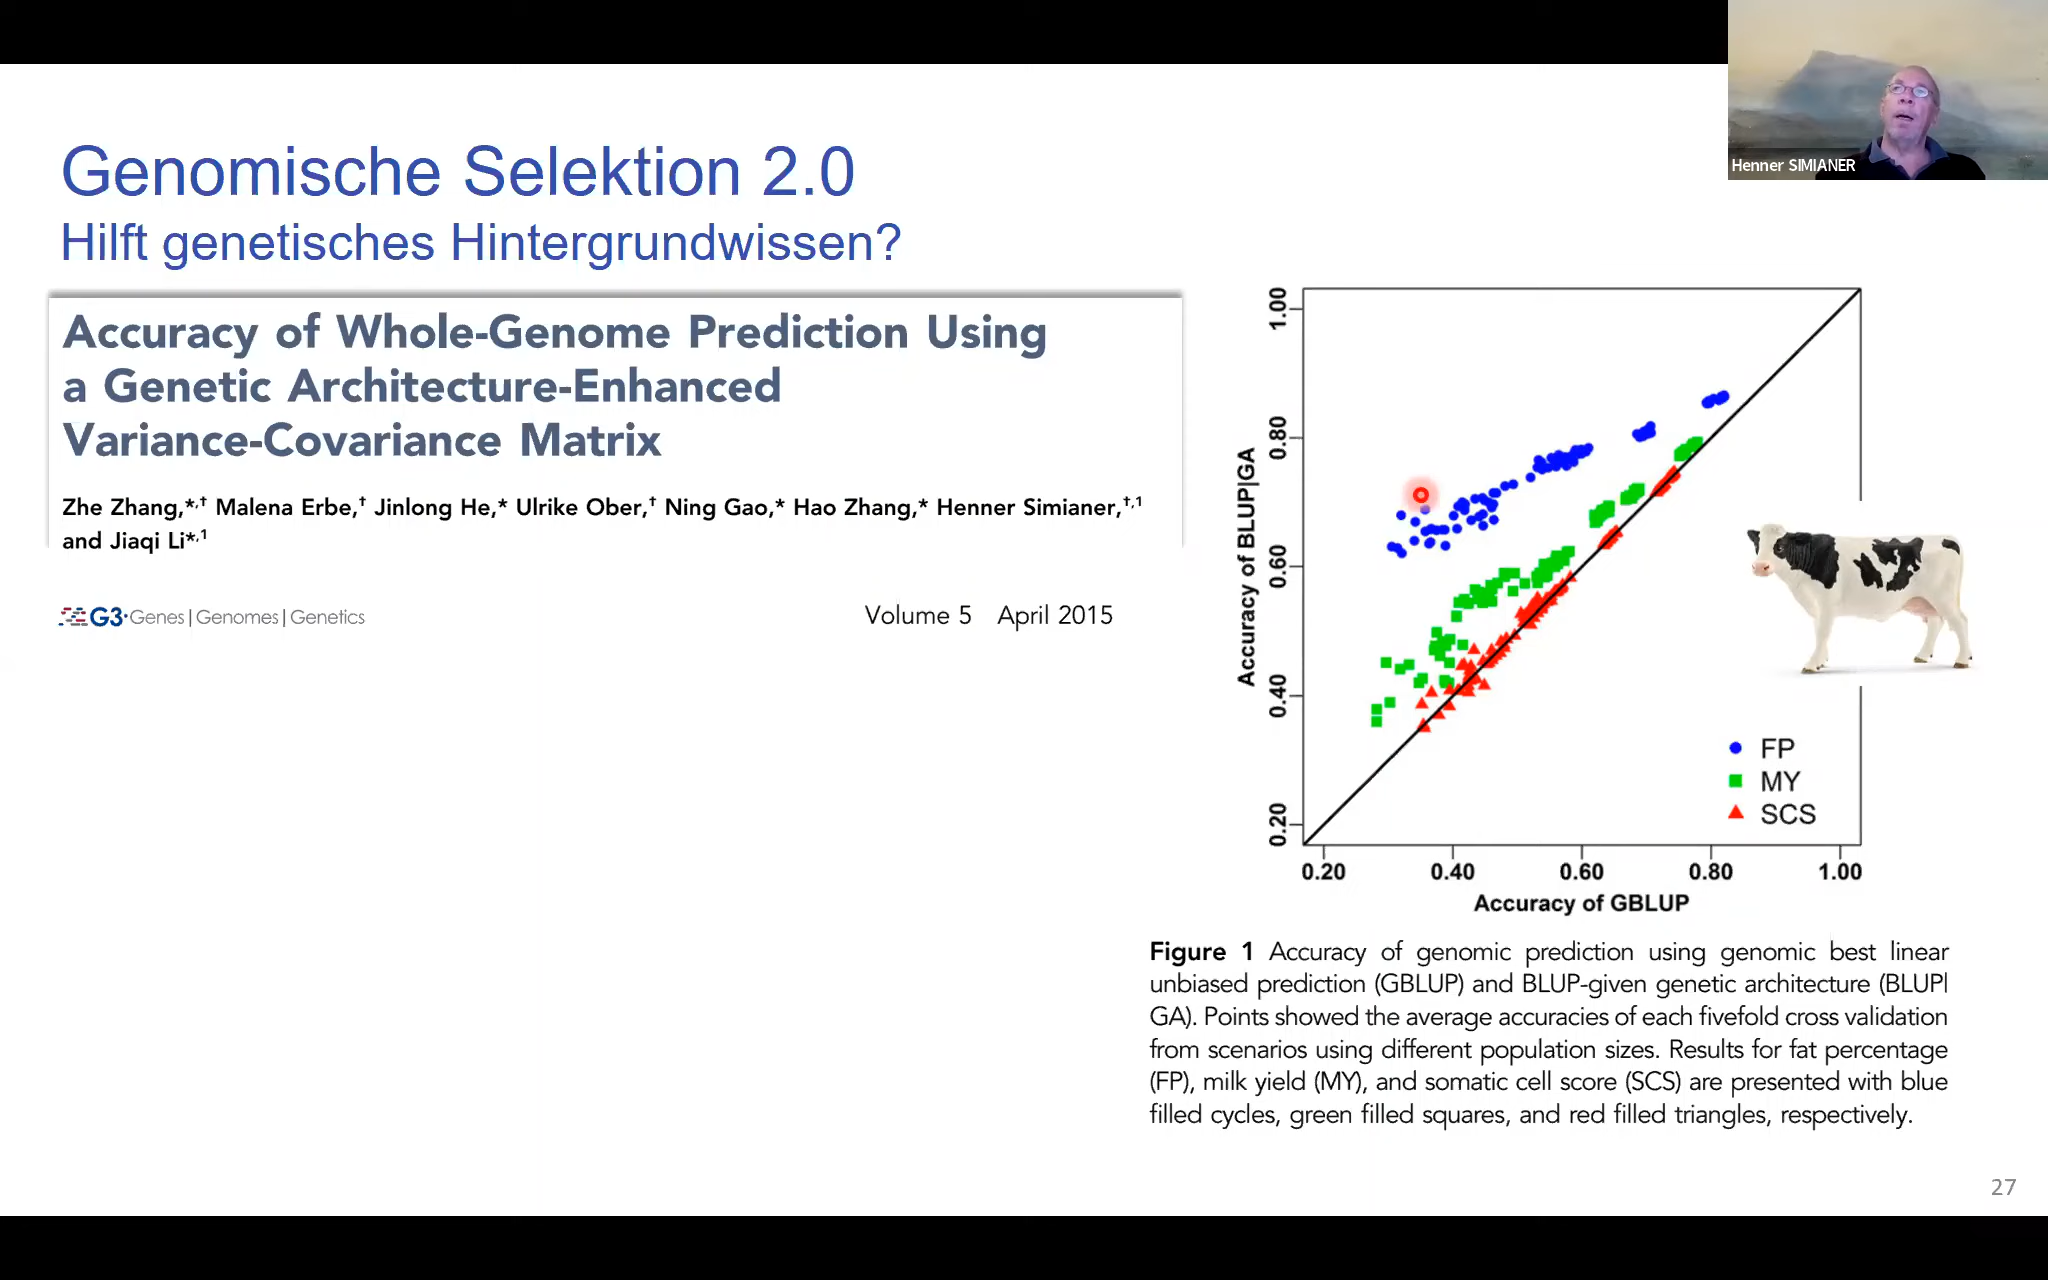 Henner SIMIANER
Genomische Selektion 2.0
Hilft genetisches Hintergrundwissen?
Accuracy of Whole-Genome Prediction Using
a Genetic Architecture-Enhanced
Variance-Covariance Matrix
Zhe Zhang,*,† Malena Erbe,† Jinlong He,* Ulrike Ober,† Ning Gao,* Hao Zhang,* Henner Simianer,†,1
and Jiaqi Li*,1
G3·Genes|Genomes|Genetics
Volume 5 April 2015
Accuracy of BLUP|GA
1.00
0.80
0.60
0.40
0.20
FP
MY
SCS
0.20 0.40 0.60 0.80 1.00
Accuracy of GBLUP
Figure 1 Accuracy of genomic prediction using genomic best linear
unbiased prediction (GBLUP) and BLUP-given genetic architecture (BLUP|
GA). Points showed the average accuracies of each fivefold cross validation
from scenarios using different population sizes. Results for fat percentage
(FP), milk yield (MY), and somatic cell score (SCS) are presented with blue
filled cycles, green filled squares, and red filled triangles, respectively.
27